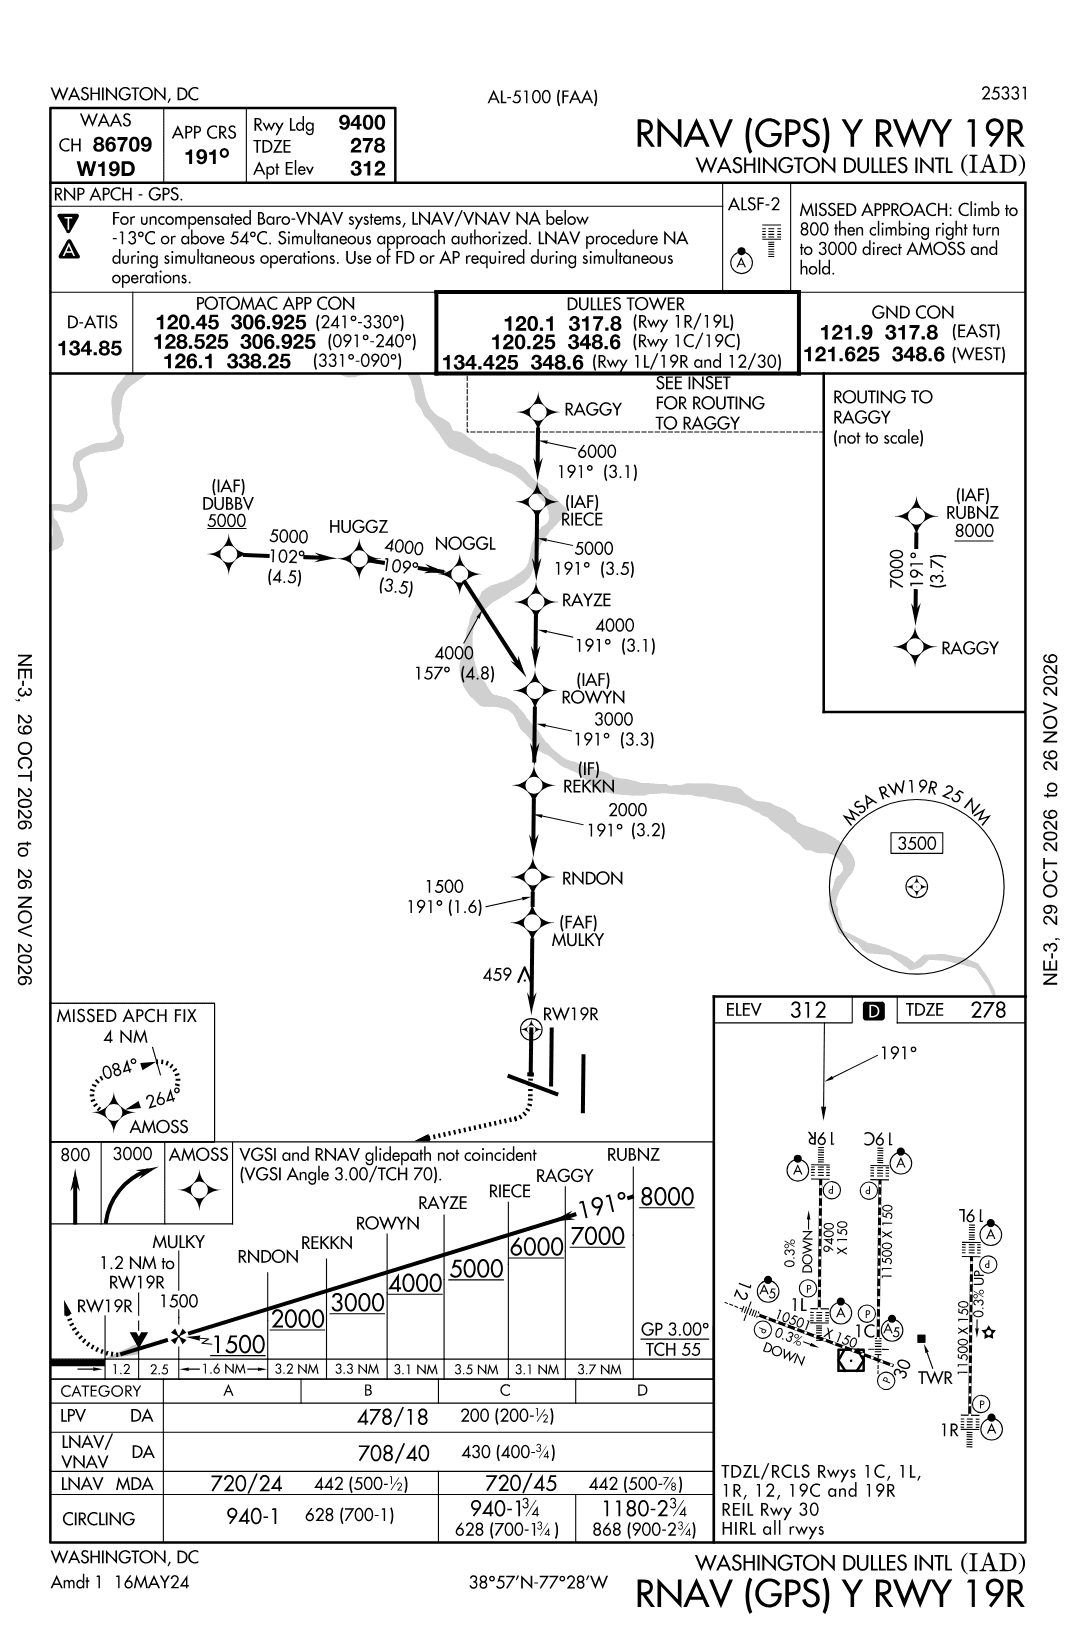 WASHINGTON, DC
AL-5100 (FAA)
25331
WAAS
CH 86709
W19D
APP CRS
191°
Rwy Ldg 9400
TDZE 278
Apt Elev 312
RNAV (GPS) Y RWY 19R
WASHINGTON DULLES INTL (IAD)
RNP APCH - GPS.
T
A
For uncompensated Baro-VNAV systems, LNAV/VNAV NA below
-13°C or above 54°C. Simultaneous approach authorized. LNAV procedure NA
during simultaneous operations. Use of FD or AP required during simultaneous
operations.
ALSF-2
A
MISSED APPROACH: Climb to
800 then climbing right turn
to 3000 direct AMOSS and
hold.
D-ATIS
134.85
POTOMAC APP CON
120.45 306.925 (241°-330°)
128.525 306.925 (091°-240°)
126.1 338.25 (331°-090°)
DULLES TOWER
120.1 317.8 (Rwy 1R/19L)
120.25 348.6 (Rwy 1C/19C)
134.425 348.6 (Rwy 1L/19R and 12/30)
GND CON
121.9 317.8 (EAST)
121.625 348.6 (WEST)
SEE INSET
FOR ROUTING
TO RAGGY
RAGGY
6000
191° (3.1)
(IAF)
RIECE
5000
191° (3.5)
RAYZE
4000
191° (3.1)
(IAF)
ROWYN
3000
191° (3.3)
(IF)
REKKN
2000
191° (3.2)
RNDON
1500
191° (1.6)
(FAF)
MULKY
459
RW19R
(IAF)
DUBBV
5000
5000
102°
(4.5)
HUGGZ
4000
109°
(3.5)
NOGGL
4000
157° (4.8)
ROUTING TO
RAGGY
(not to scale)
(IAF)
RUBNZ
8000
7000
191°
(3.7)
RAGGY
MSA RW19R 25 NM
3500
NE-3, 29 OCT 2026 to 26 NOV 2026
NE-3, 29 OCT 2026 to 26 NOV 2026
MISSED APCH FIX
4 NM
084°
264°
AMOSS
ELEV 312
D
TDZE 278
191°
19R
19C
19L
A
A
A
P
P
P
9400
X 150
0.3%
DOWN
11500 X 150
11500 X 150
0.3% UP
12
A5
P
10501
X 150
0.3%
DOWN
P
1L
A
P
1C
A5
30
P
TWR
P
1R
A
TDZL/RCLS Rwys 1C, 1L,
1R, 12, 19C and 19R
REIL Rwy 30
HIRL all rwys
800
3000
AMOSS
VGSI and RNAV glidepath not coincident
(VGSI Angle 3.00/TCH 70).
RUBNZ
RAGGY
RIECE
RAYZE
ROWYN
REKKN
RNDON
MULKY
1.2 NM to
RW19R
RW19R
1500
1500
2000
3000
4000
5000
6000
7000
191°
8000
GP 3.00°
TCH 55
1.2
2.5
1.6 NM
3.2 NM
3.3 NM
3.1 NM
3.5 NM
3.1 NM
3.7 NM
CATEGORY A B C D
LPV DA 478/18 200 (200-½)
LNAV/
VNAV DA 708/40 430 (400-¾)
LNAV MDA 720/24 442 (500-½) 720/45 442 (500-⅞)
CIRCLING 940-1 628 (700-1) 940-1¾ 628 (700-1¾) 1180-2¾ 868 (900-2¾)
WASHINGTON, DC
Amdt 1 16MAY24
38°57'N-77°28'W
WASHINGTON DULLES INTL (IAD)
RNAV (GPS) Y RWY 19R